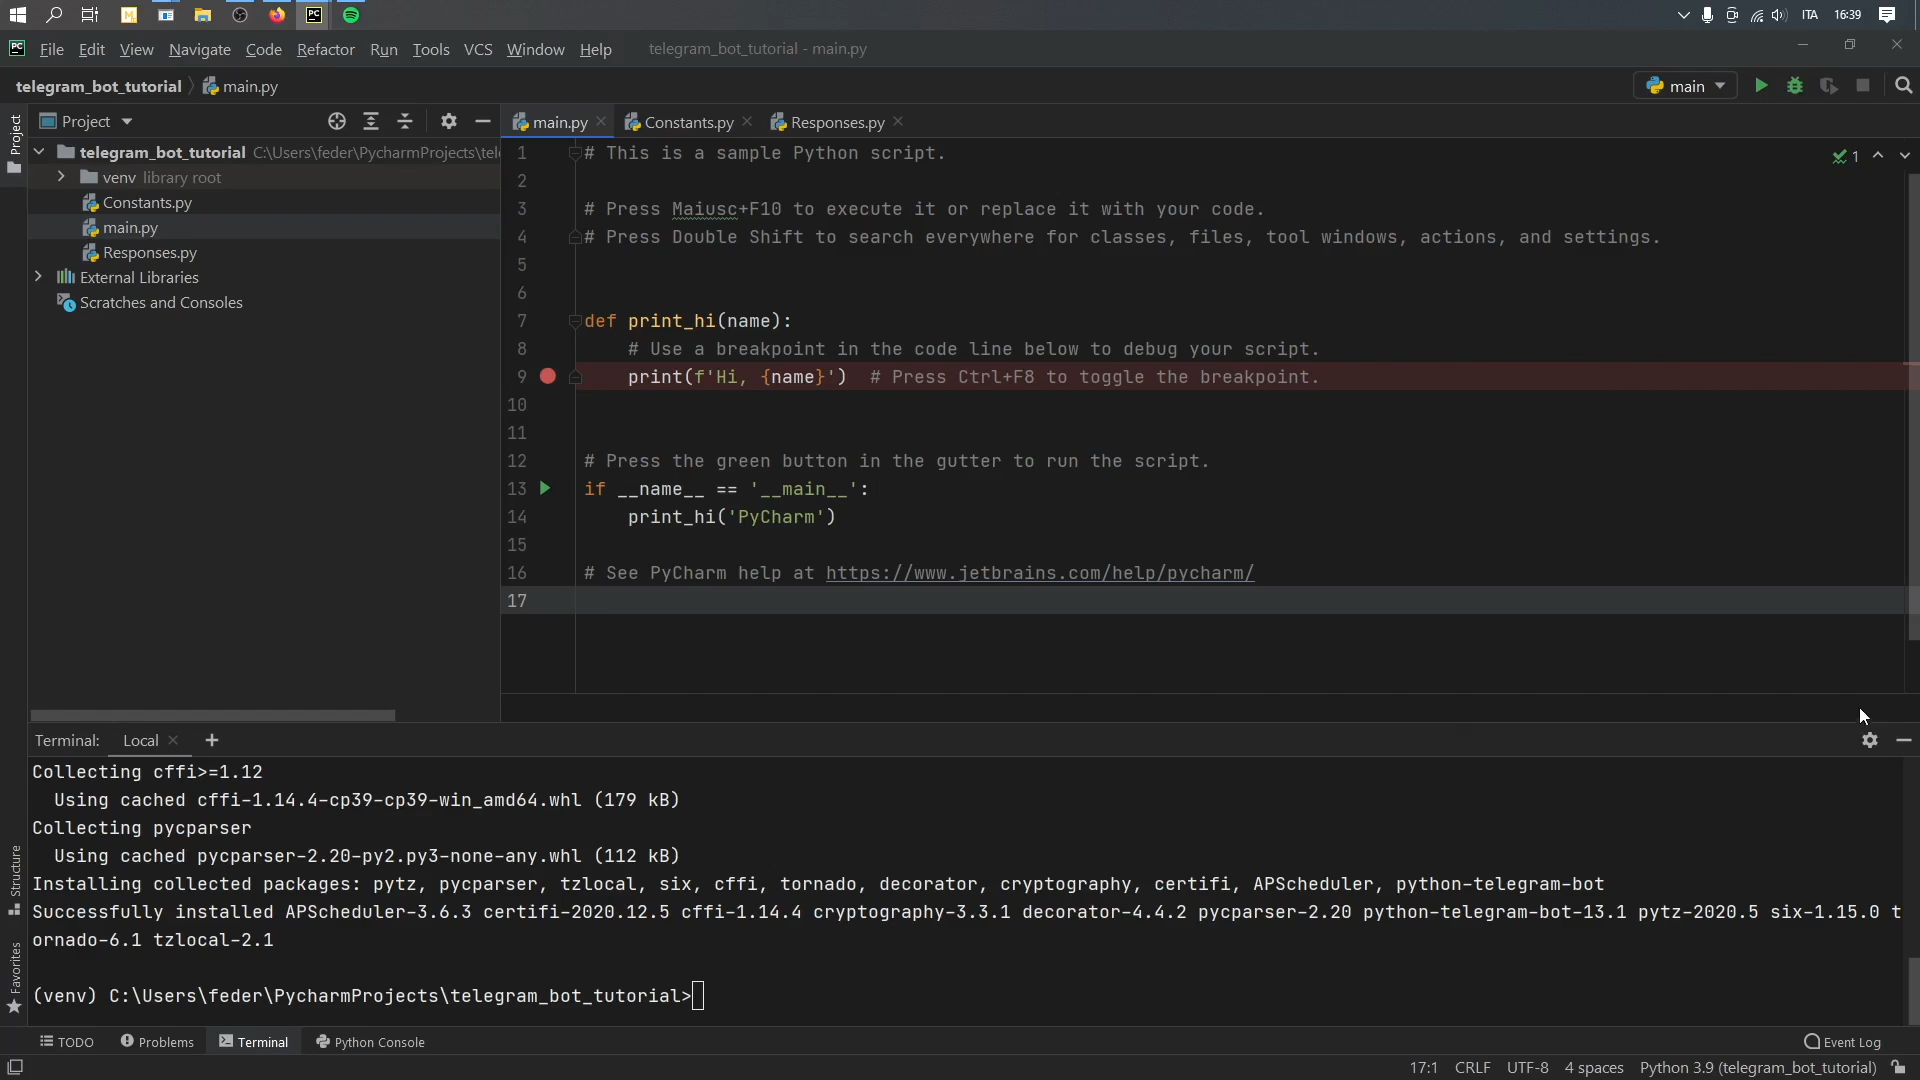 ITA 16:39
PC File Edit View Navigate Code Refactor Run Tools VCS Window Help telegram_bot_tutorial - main.py
telegram_bot_tutorial main.py
main
Project
Project
telegram_bot_tutorial C:\Users\feder\PycharmProjects\tel
venv library root
Constants.py
main.py
Responses.py
External Libraries
Scratches and Consoles
main.py Constants.py Responses.py
1
1 # This is a sample Python script.
2
3 # Press Maiusc+F10 to execute it or replace it with your code.
4 # Press Double Shift to search everywhere for classes, files, tool windows, actions, and settings.
5
6
7 def print_hi(name):
8 # Use a breakpoint in the code line below to debug your script.
9 print(f'Hi, {name}') # Press Ctrl+F8 to toggle the breakpoint.
10
11
12 # Press the green button in the gutter to run the script.
13 if __name__ == '__main__':
14 print_hi('PyCharm')
15
16 # See PyCharm help at https://www.jetbrains.com/help/pycharm/
17
Terminal: Local
Collecting cffi>=1.12
Using cached cffi-1.14.4-cp39-cp39-win_amd64.whl (179 kB)
Collecting pycparser
Using cached pycparser-2.20-py2.py3-none-any.whl (112 kB)
Installing collected packages: pytz, pycparser, tzlocal, six, cffi, tornado, decorator, cryptography, certifi, APScheduler, python-telegram-bot
Successfully installed APScheduler-3.6.3 certifi-2020.12.5 cffi-1.14.4 cryptography-3.3.1 decorator-4.4.2 pycparser-2.20 python-telegram-bot-13.1 pytz-2020.5 six-1.15.0 t
ornado-6.1 tzlocal-2.1
(venv) C:\Users\feder\PycharmProjects\telegram_bot_tutorial>
Structure
Favorites
TODO Problems Terminal Python Console Event Log
17:1 CRLF UTF-8 4 spaces Python 3.9 (telegram_bot_tutorial)